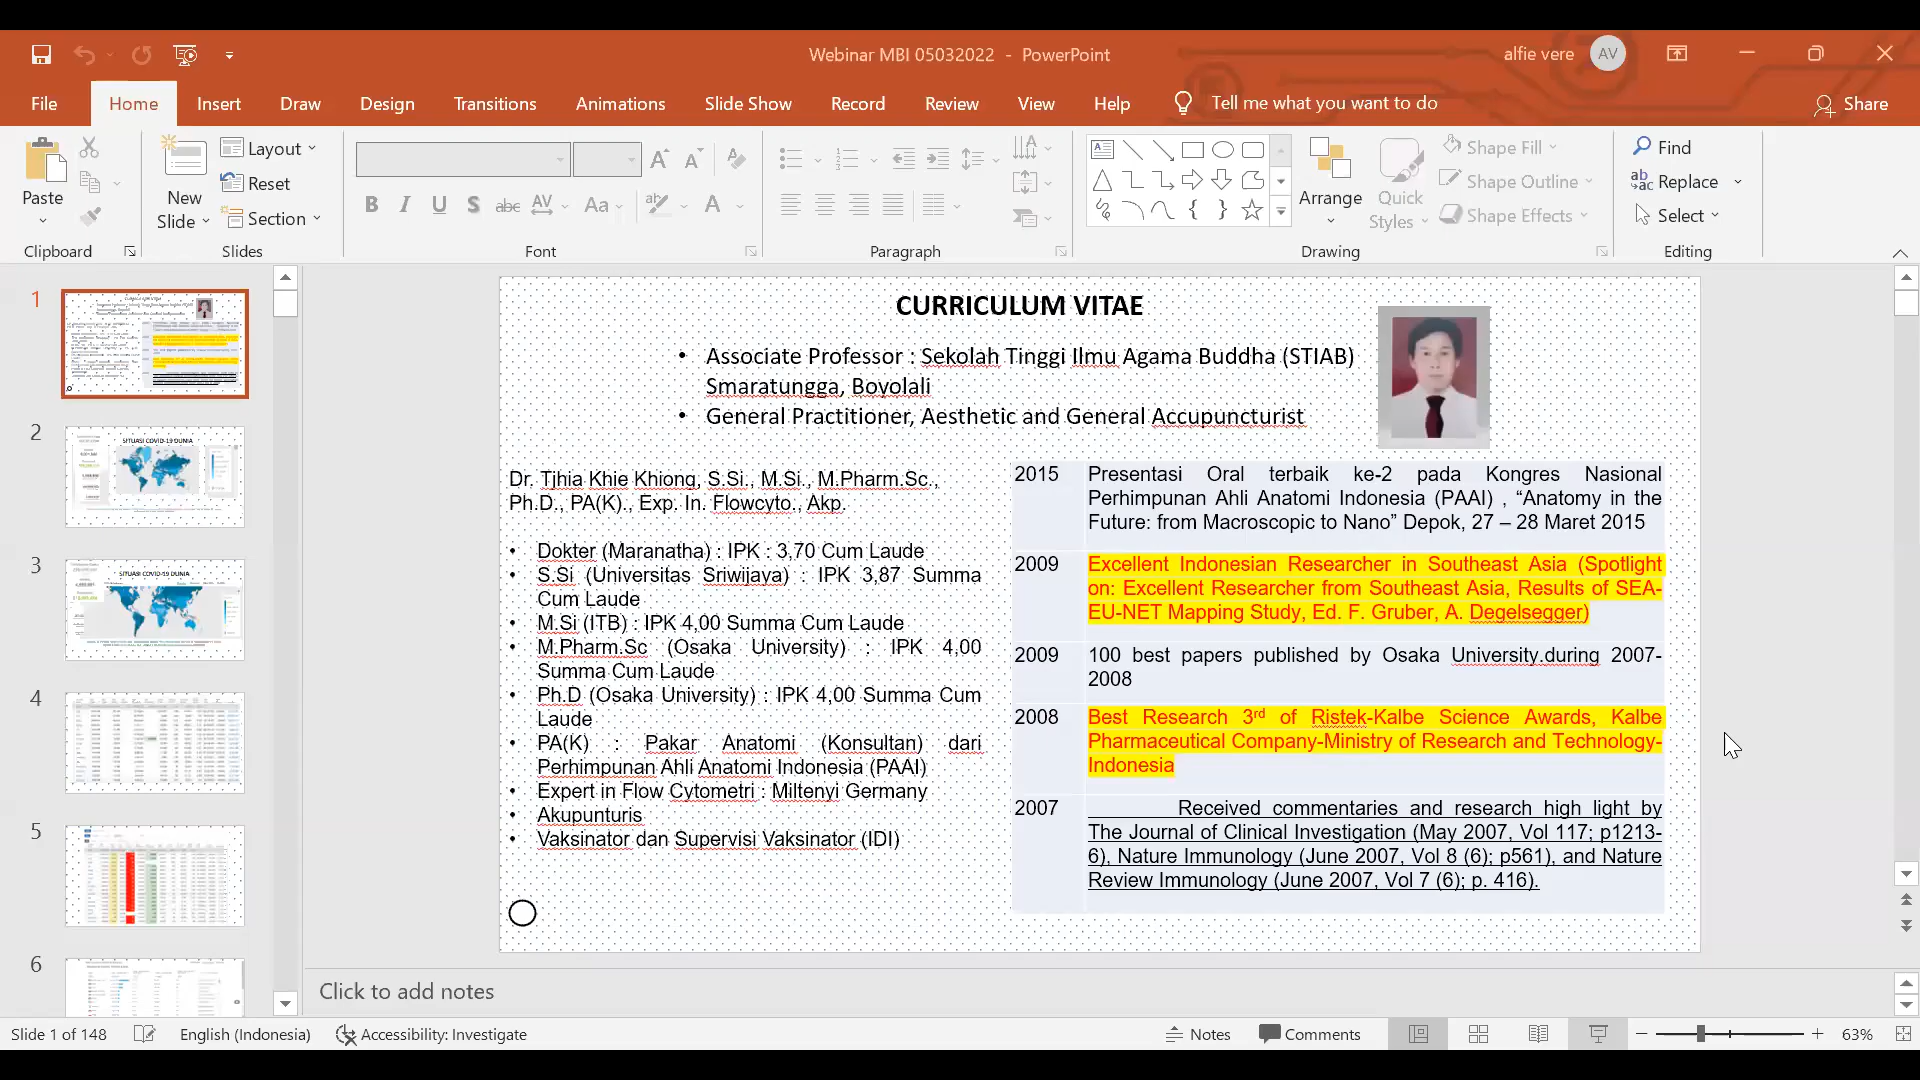 Webinar MBI 05032022 - PowerPoint
alfie vere
AV
File
Home
Insert
Draw
Design
Transitions
Animations
Slide Show
Record
Review
View
Help
Tell me what you want to do
Share
Paste
New
Slide
Layout
Reset
Section
Arrange
Quick
Styles
Shape Fill
Shape Outline
Shape Effects
Find
Replace
Select
Clipboard
Slides
Font
Paragraph
Drawing
Editing
1
2
SITUASI COVID-19 DUNIA
3
SITUASI COVID-19 DUNIA
4
5
6
CURRICULUM VITAE
• Associate Professor : Sekolah Tinggi Ilmu Agama Buddha (STIAB)
Smaratungga, Boyolali
• General Practitioner, Aesthetic and General Accupuncturist
Dr. Tjhia Khie Khiong, S.Si., M.Si., M.Pharm.Sc.,
Ph.D., PA(K)., Exp. In. Flowcyto., Akp.
• Dokter (Maranatha) : IPK : 3,70 Cum Laude
• S.Si (Universitas Sriwijaya) : IPK 3,87 Summa
Cum Laude
• M.Si (ITB) : IPK 4,00 Summa Cum Laude
• M.Pharm.Sc (Osaka University) : IPK 4,00
Summa Cum Laude
• Ph.D (Osaka University) : IPK 4,00 Summa Cum
Laude
• PA(K) : Pakar Anatomi (Konsultan) dari
Perhimpunan Ahli Anatomi Indonesia (PAAI)
• Expert in Flow Cytometri : Miltenyi Germany
• Akupunturis
• Vaksinator dan Supervisi Vaksinator (IDI)
2015 Presentasi Oral terbaik ke-2 pada Kongres Nasional
Perhimpunan Ahli Anatomi Indonesia (PAAI) , “Anatomy in the
Future: from Macroscopic to Nano” Depok, 27 – 28 Maret 2015
2009 Excellent Indonesian Researcher in Southeast Asia (Spotlight
on: Excellent Researcher from Southeast Asia, Results of SEA-
EU-NET Mapping Study, Ed. F. Gruber, A. Degelsegger)
2009 100 best papers published by Osaka University.during 2007-
2008
2008 Best Research 3rd of Ristek-Kalbe Science Awards, Kalbe
Pharmaceutical Company-Ministry of Research and Technology-
Indonesia
2007 Received commentaries and research high light by
The Journal of Clinical Investigation (May 2007, Vol 117; p1213-
6), Nature Immunology (June 2007, Vol 8 (6); p561), and Nature
Review Immunology (June 2007, Vol 7 (6); p. 416).
Click to add notes
Slide 1 of 148
English (Indonesia)
Accessibility: Investigate
Notes
Comments
63%